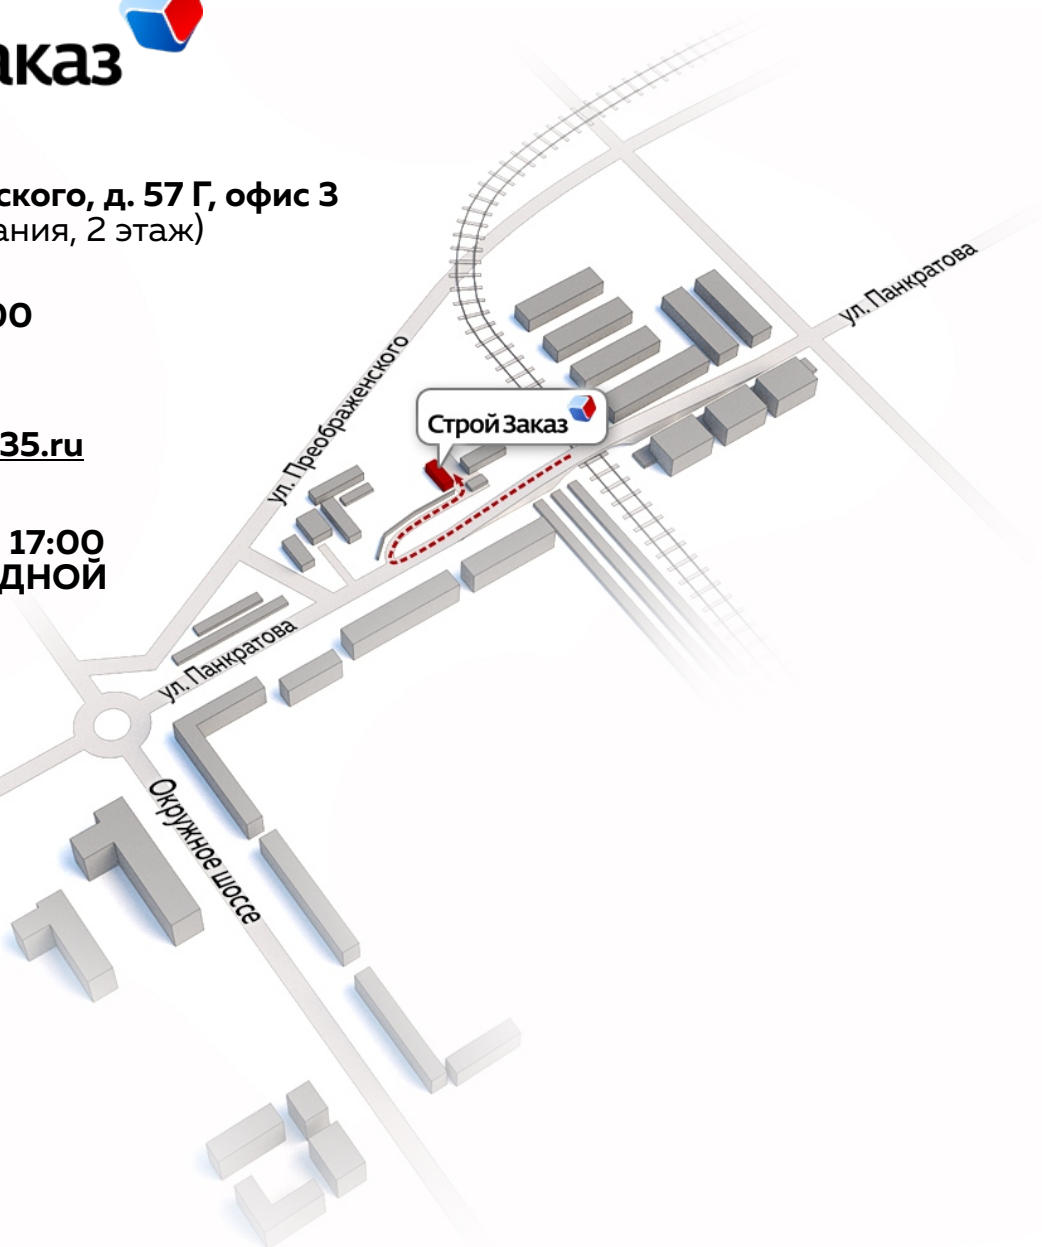 аказ
ского, д. 57 Г, офис 3
ания, 2 этаж)
00
35.ru
17:00
ДНОЙ
ул. Панкратова
ул. Преображенского
Строй Заказ
ул. Панкратова
Окружное шоссе